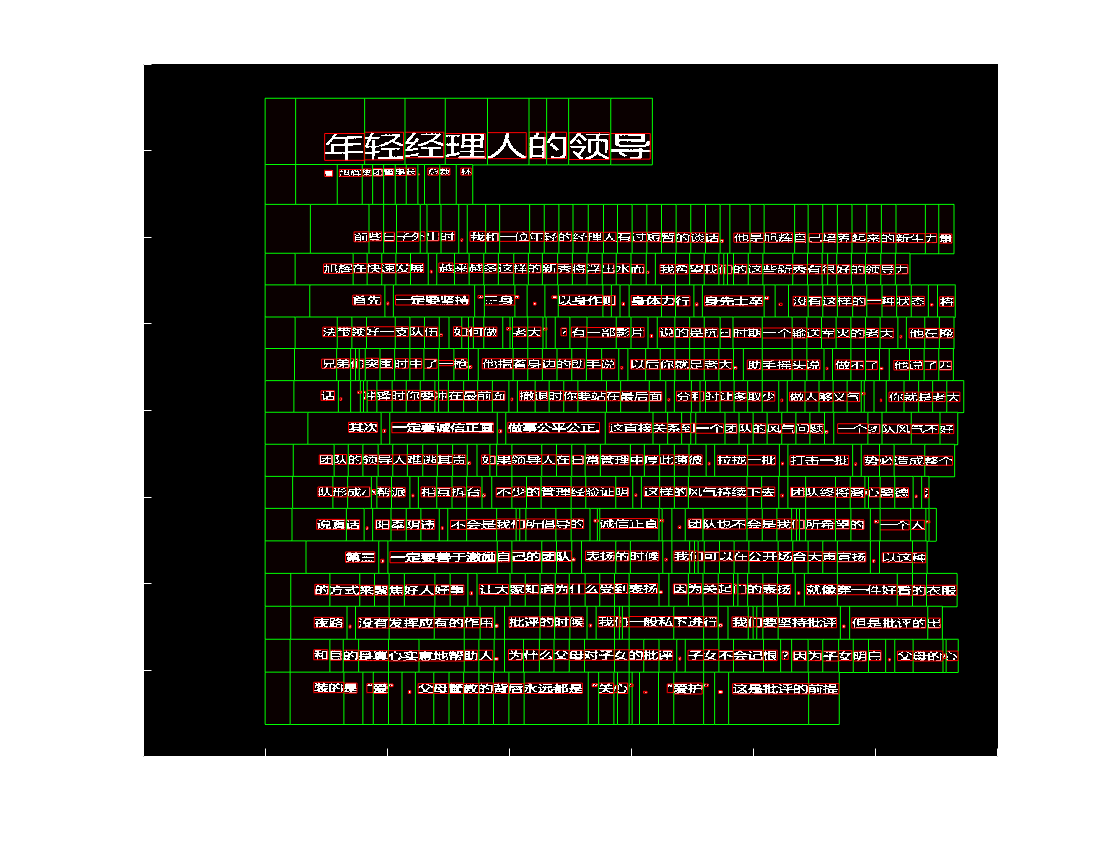 年轻经理人的领导
旭辉集团董事长、总裁 林
前些日子外出时，我和一位年轻的经理人有过短暂的谈话。他是旭辉自己培养起来的新生力量
旭辉在快速发展，越来越多这样的新秀将浮出水面。我希望我们的这些新秀有很好的领导力
首先，一定要坚持“三身”、“以身作则，身体力行，身先士卒”。没有这样的一种状态，将
法带领好一支队伍。如何做“老大”？有一部影片，说的是抗日时期一个输送军火的老大，他在掩
兄弟们突围时中了一枪。他指着身边的助手说，以后你就是老大。助手摇头说，做不了。他说了四
话，“冲锋时你要冲在最前面，撤退时你要站在最后面，分利时让多取少，做人够义气”，你就是老大
其次，一定要诚信正直，做事公平公正。这直接关系到一个团队的风气问题。一个团队风气不好
团队的领导人难逃其责。如果领导人在日常管理中厚此薄彼，拉拢一批，打击一批，势必造成整个
队形成小帮派，相互拆台。不少的管理经验证明，这样的风气持续下去，团队终将离心离德，
说真话，阳奉阴违，不会是我们所倡导的“诚信正直”，团队也不会是我们所希望的“一个人”
第三，一定要善于激励自己的团队。表扬的时候，我们可以在公开场合大声宣扬，以这种
的方式来聚焦好人好事，让大家知道为什么受到表扬。因为关起门的表扬，就像穿一件好看的衣服
夜路，没有发挥应有的作用。批评的时候，我们一般私下进行。我们要坚持批评，但是批评的出
和目的是真心实意地帮助人。为什么父母对子女的批评，子女不会记恨？因为子女明白，父母的心
装的是“爱”，父母管教的背后永远都是“关心”、“爱护”。这是批评的前提